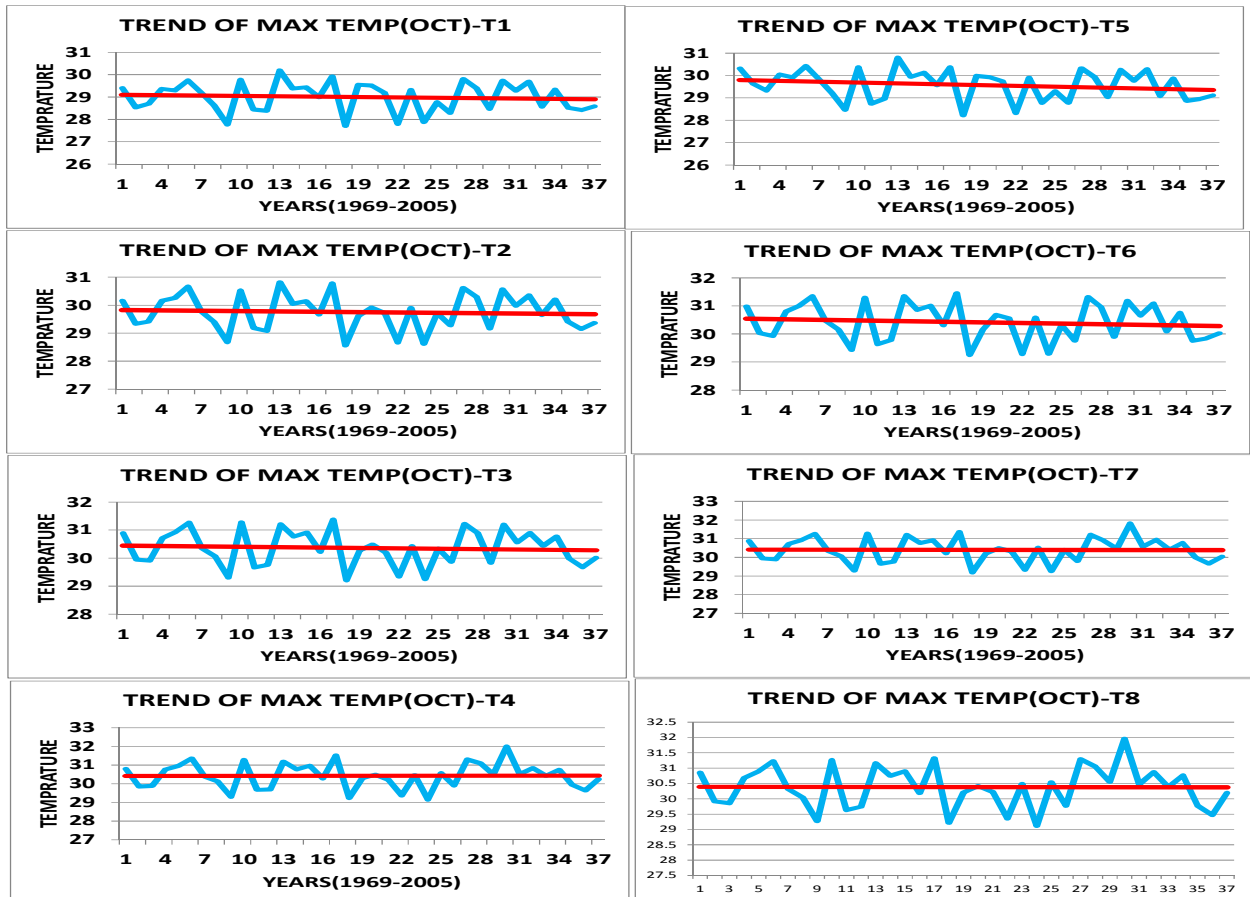 TREND OF MAX TEMP(OCT)-T1
31
30
29
28
27
26
TEMPRATURE
1 4 7 10 13 16 19 22 25 28 31 34 37
YEARS(1969-2005)
TREND OF MAX TEMP(OCT)-T5
31
30
29
28
27
26
TEMPRATURE
1 4 7 10 13 16 19 22 25 28 31 34 37
YEARS(1969-2005)
TREND OF MAX TEMP(OCT)-T2
31
30
29
28
27
TEMPRATURE
1 4 7 10 13 16 19 22 25 28 31 34 37
YEARS(1969-2005)
TREND OF MAX TEMP(OCT)-T6
32
31
30
29
28
TEMPRATURE
1 4 7 10 13 16 19 22 25 28 31 34 37
YEARS(1969-2005)
TREND OF MAX TEMP(OCT)-T3
32
31
30
29
28
TEMPRATURE
1 4 7 10 13 16 19 22 25 28 31 34 37
YEARS(1969-2005)
TREND OF MAX TEMP(OCT)-T7
33
32
31
30
29
28
27
TEMPRATURE
1 4 7 10 13 16 19 22 25 28 31 34 37
YEARS(1969-2005)
TREND OF MAX TEMP(OCT)-T4
33
32
31
30
29
28
27
TEMPRATURE
1 4 7 10 13 16 19 22 25 28 31 34 37
YEARS(1969-2005)
TREND OF MAX TEMP(OCT)-T8
32.5
32
31.5
31
30.5
30
29.5
29
28.5
28
27.5
1 3 5 7 9 11 13 15 17 19 21 23 25 27 29 31 33 35 37